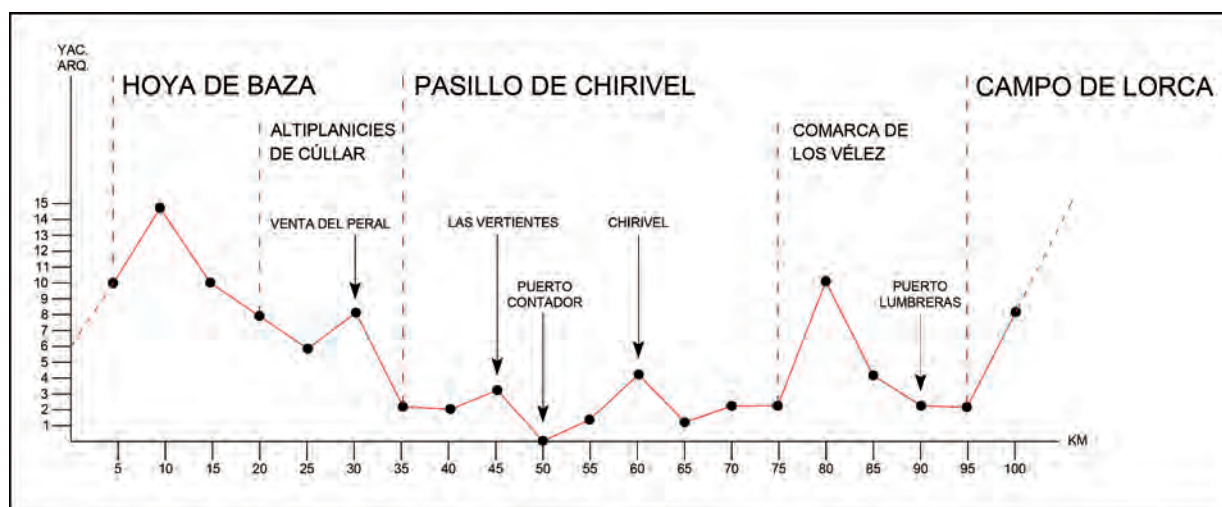 YAC.
ARQ.
HOYA DE BAZA
PASILLO DE CHIRIVEL
CAMPO DE LORCA
ALTIPLANICIES
DE CÚLLAR
COMARCA DE
LOS VÉLEZ
VENTA DEL PERAL
LAS VERTIENTES
CHIRIVEL
PUERTO
CONTADOR
PUERTO
LUMBRERAS
15
14
13
12
11
10
9
8
7
6
5
4
3
2
1
KM
5 10 15 20 25 30 35 40 45 50 55 60 65 70 75 80 85 90 95 100